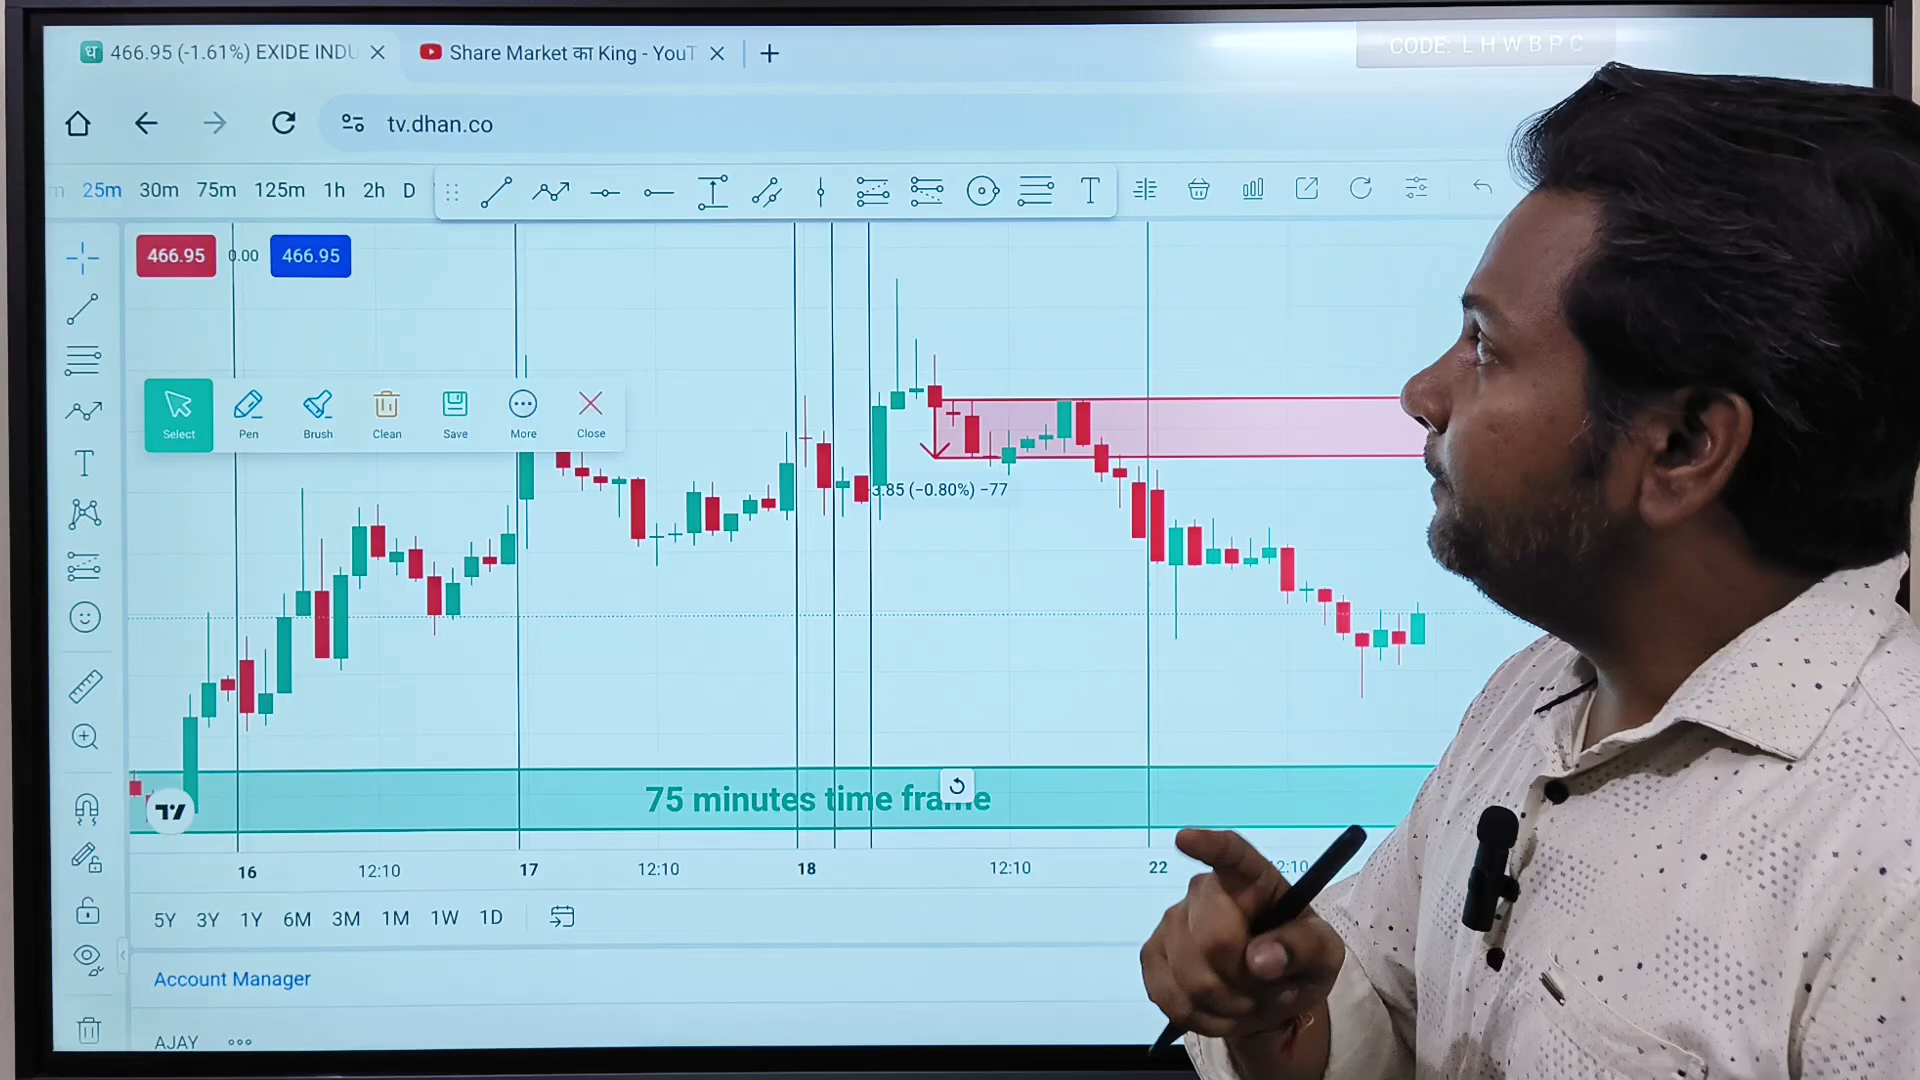 466.95 (-1.61%) EXIDE INDU
Share Market का King - YouT
CODE: L H W B P C
tv.dhan.co
25m 30m 75m 125m 1h 2h D
466.95 0.00 466.95
Select Pen Brush Clean Save More Close
3.85 (−0.80%) −77
75 minutes time frame
16 12:10 17 12:10 18 12:10 22 12:10
5Y 3Y 1Y 6M 3M 1M 1W 1D
Account Manager
AJAY